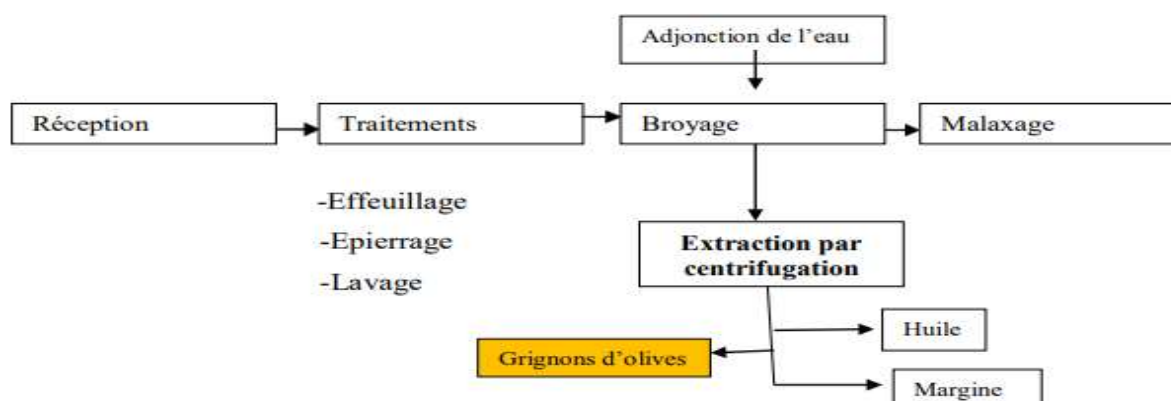 Adjonction de l'eau
Réception
Traitements
Broyage
Malaxage
-Effeuillage
-Epierrage
-Lavage
Extraction par
centrifugation
Huile
Grignons d'olives
Margine